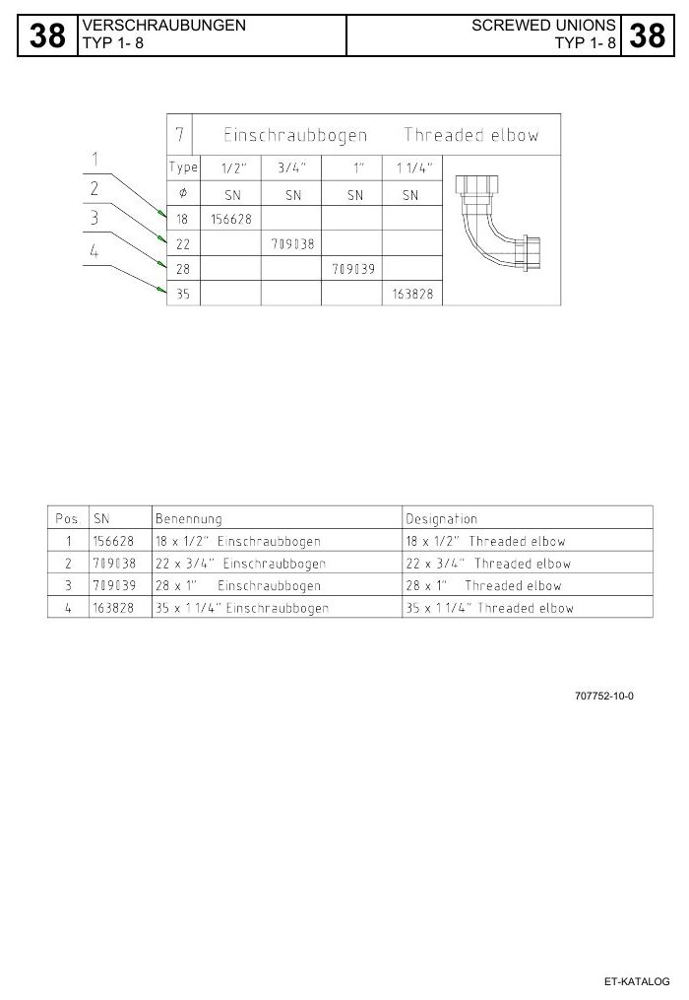 38 VERSCHRAUBUNGEN SCREWED UNIONS 38
TYP 1- 8 TYP 1- 8
7 Einschraubbogen Threaded elbow
Type 1/2" 3/4" 1" 1 1/4"
ø SN SN SN SN
1 18 156628
2 22 709038
3 28 709039
4 35 163828
Pos. SN Benennung Designation
1 156628 18 x 1/2" Einschraubbogen 18 x 1/2" Threaded elbow
2 709038 22 x 3/4" Einschraubbogen 22 x 3/4" Threaded elbow
3 709039 28 x 1" Einschraubbogen 28 x 1" Threaded elbow
4 163828 35 x 1 1/4" Einschraubbogen 35 x 1 1/4" Threaded elbow
707752-10-0
ET-KATALOG